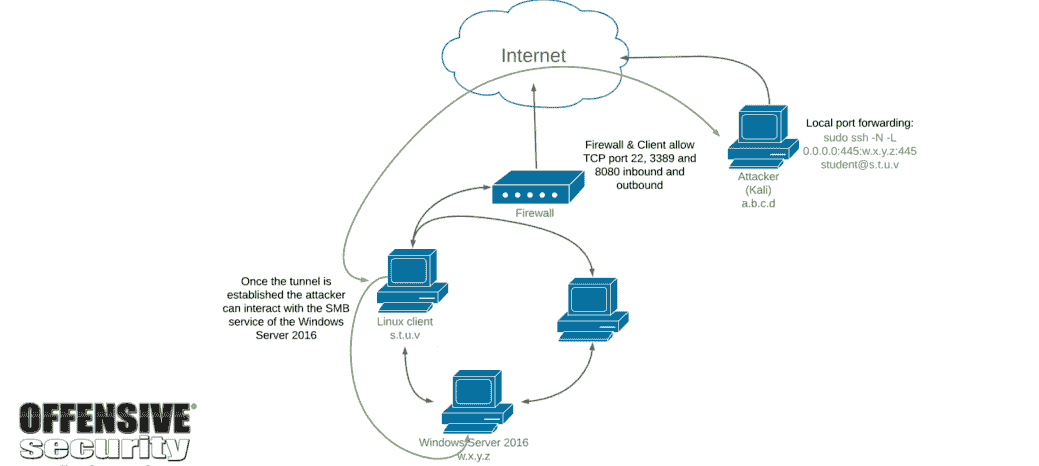 Internet
Firewall & Client allow
TCP port 22, 3389 and
8080 inbound and
outbound
Local port forwarding:
sudo ssh -N -L
0.0.0.0:445:w.x.y.z:445
student@s.t.u.v
Attacker
(Kali)
a.b.c.d
Firewall
Once the tunnel is
established the attacker
can interact with the SMB
service of the Windows
Server 2016
Linux client
s.t.u.v
Windows Server 2016
w.x.y.z
OFFENSIVE
security